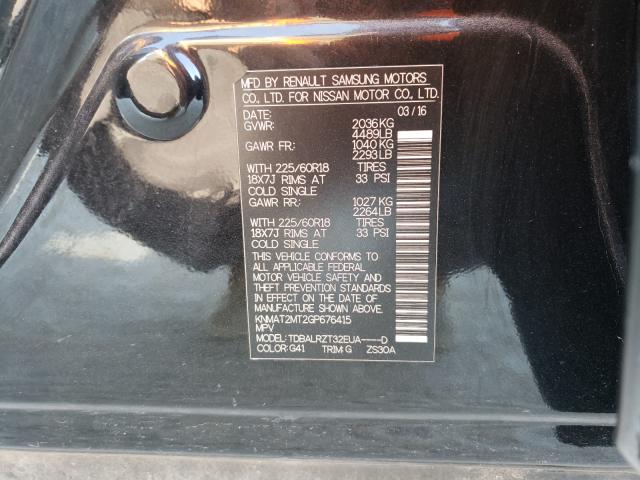 MFD BY RENAULT SAMSUNG MOTORS
CO., LTD. FOR NISSAN MOTOR CO., LTD.
DATE: 03/16
GVWR: 2036KG
4489LB
GAWR FR: 1040KG
2293LB
WITH 225/60R18 TIRES
18X7J RIMS AT 33 PSI
COLD SINGLE
GAWR RR: 1027KG
2264LB
WITH 225/60R18 TIRES
18X7J RIMS AT 33 PSI
COLD SINGLE
THIS VEHICLE CONFORMS TO
ALL APPLICABLE FEDERAL
MOTOR VEHICLE SAFETY AND
THEFT PREVENTION STANDARDS
IN EFFECT ON THE DATE OF
MANUFACTURE SHOWN ABOVE.
KNMAT2MT2GP676415
MPV
MODEL: TDBALRZT32EUA----D
COLOR: G41 TRIM: G ZS30A